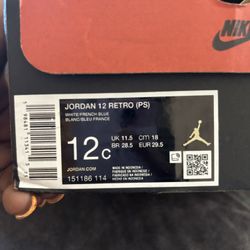 NIKE
JORDAN 12 RETRO (PS)
WHITE/FRENCH BLUE
BLANC/BLEU FRANCE
12c
UK 11.5 cm 18
BR 28.5 EUR 29.5
JORDAN.COM
151186 114
MADE IN INDONESIA